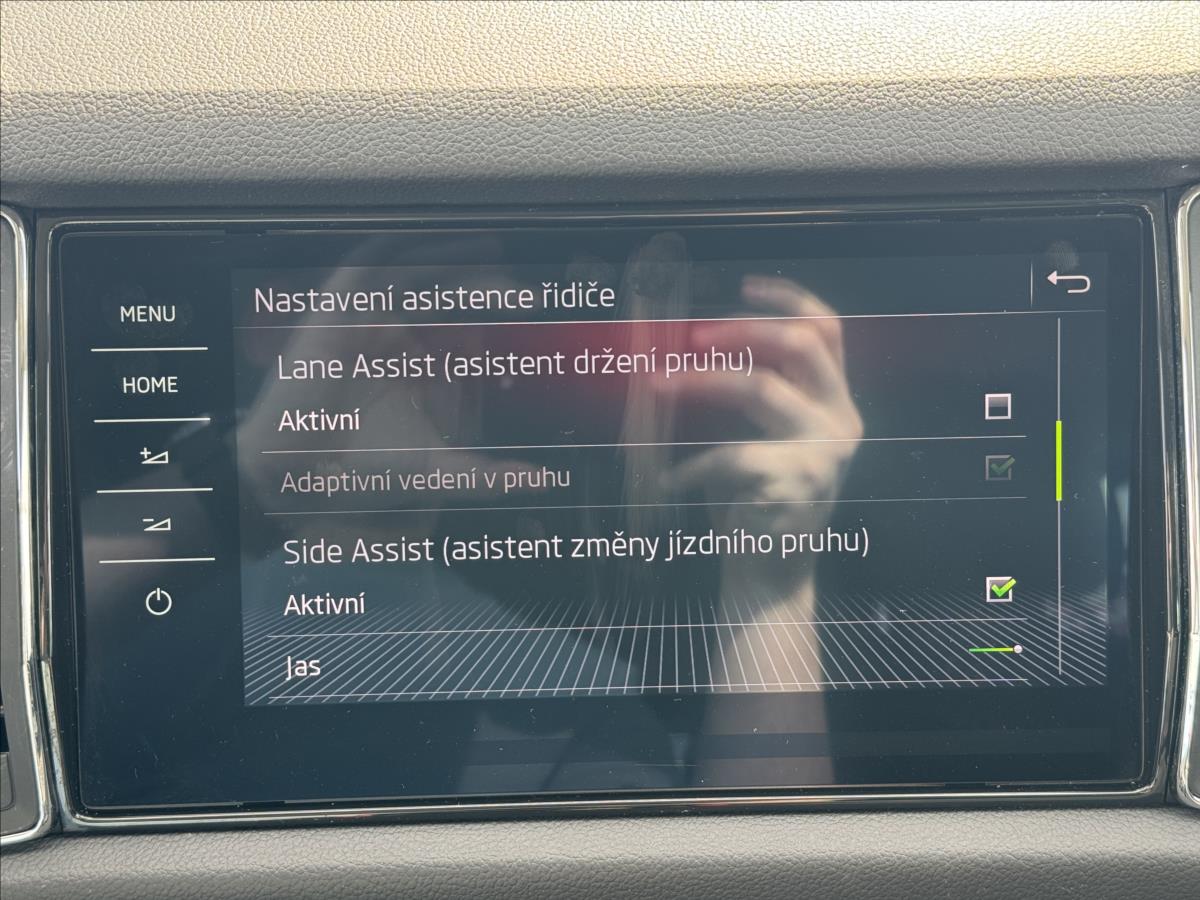 Nastavení asistence řidiče
MENU
HOME
Lane Assist (asistent držení pruhu)
Aktivní
Adaptivní vedení v pruhu
Side Assist (asistent změny jízdního pruhu)
Aktivní
Jas